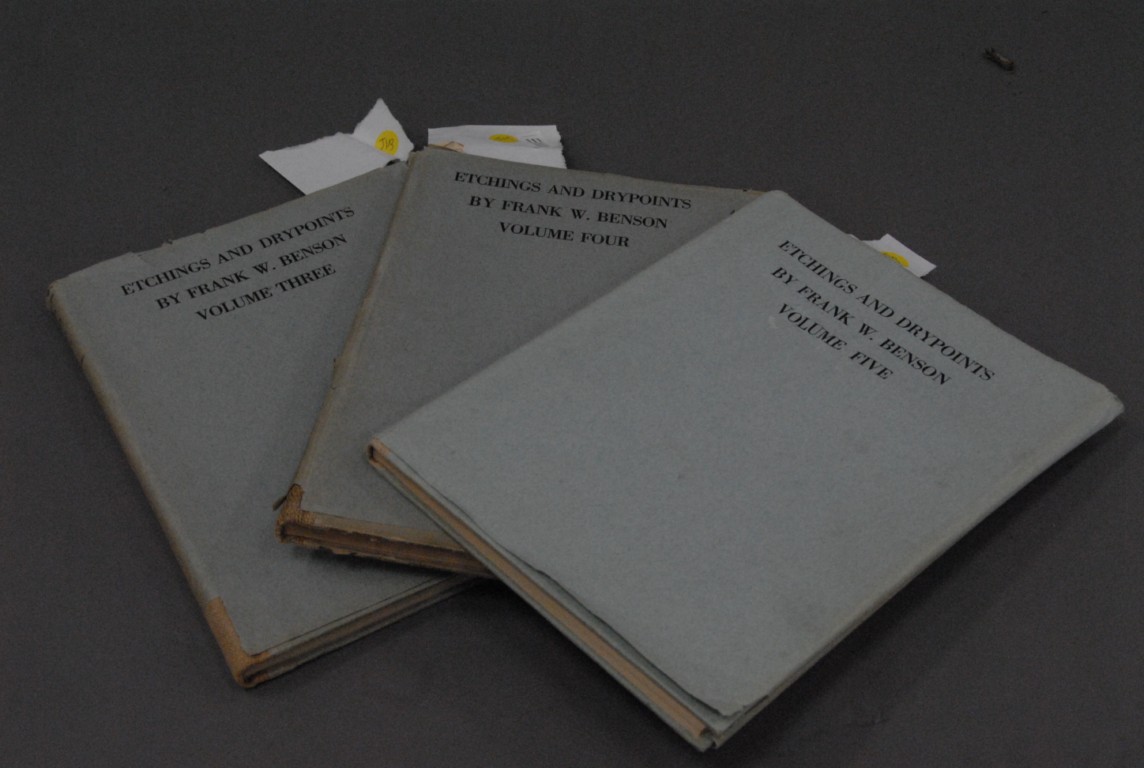 ETCHINGS AND DRYPOINTS
BY FRANK W. BENSON
VOLUME THREE
ETCHINGS AND DRYPOINTS
BY FRANK W. BENSON
VOLUME FOUR
ETCHINGS AND DRYPOINTS
BY FRANK W. BENSON
VOLUME FIVE